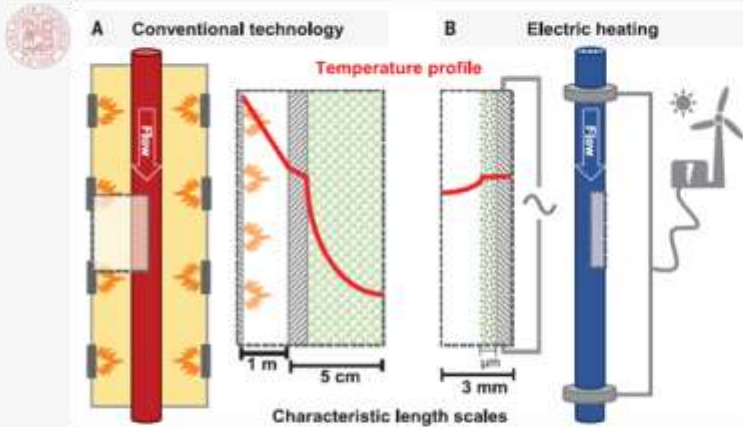 A Conventional technology
B Electric heating
Temperature profile
Flow
Flow
1 m
5 cm
μm
3 mm
Characteristic length scales